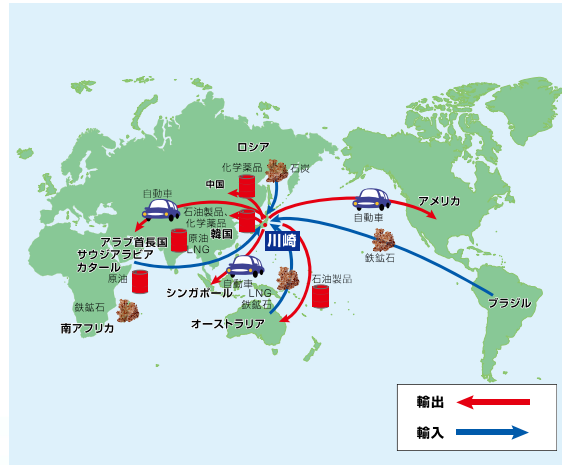 ロシア
化学薬品
石炭
中国
自動車
石油製品、
化学薬品
韓国
川崎
自動車
アメリカ
アラブ首長国
サウジアラビア
カタール
原油
LNG
原油
鉄鉱石
南アフリカ
シンガポール
自動車
LNG
鉄鉱石
オーストラリア
石油製品
鉄鉱石
ブラジル
輸出
輸入